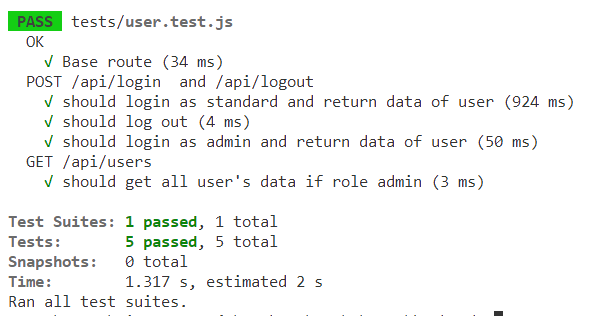 PASS tests/user.test.js
OK
√ Base route (34 ms)
POST /api/login  and /api/logout
√ should login as standard and return data of user (924 ms)
√ should log out (4 ms)
√ should login as admin and return data of user (50 ms)
GET /api/users
√ should get all user's data if role admin (3 ms)
Test Suites: 1 passed, 1 total
Tests:       5 passed, 5 total
Snapshots:   0 total
Time:        1.317 s, estimated 2 s
Ran all test suites.